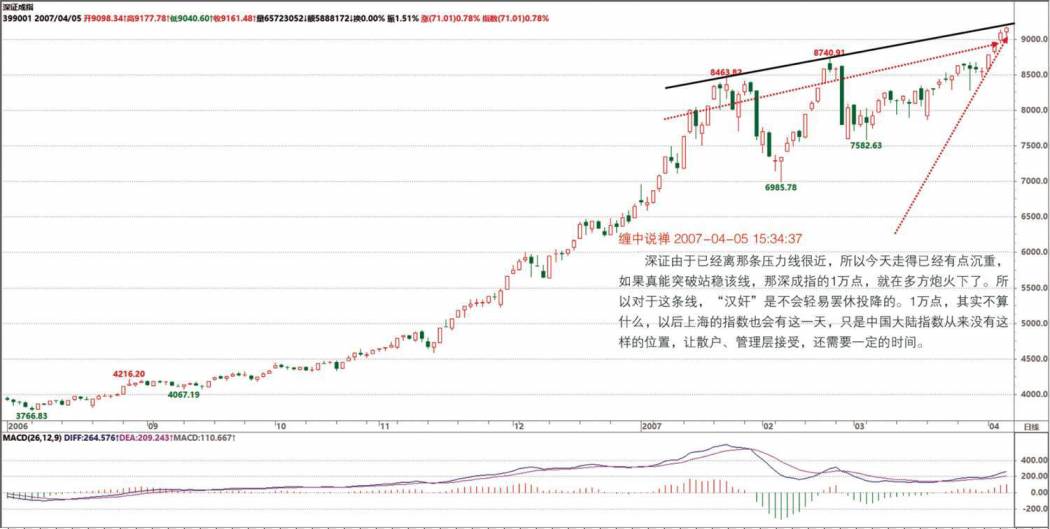 深证成指
399001 2007/04/05 开9098.34↑高9177.78↑低9040.60↑收9161.48↑量65723052↓额5888172↓换0.00% 振1.51% 涨(71.01)0.78% 指数(71.01)0.78%
9000.0
8740.91
8463.82
8500.0
8000.0
7582.63
7500.0
6985.78
7000.0
6500.0
缠中说禅 2007-04-05 15:34:37
深证由于已经离那条压力线很近，所以今天走得已经有点沉重，
如果真能突破站稳该线，那深成指的1万点，就在多方炮火下了。所
以对于这条线，“汉奸”是不会轻易罢休投降的。1万点，其实不算
什么，以后上海的指数也会有这一天，只是中国大陆指数从来没有这
样的位置，让散户、管理层接受，还需要一定的时间。
6000.0
5500.0
5000.0
4500.0
4216.20
4067.19
4000.0
3766.83
2006 09 10 11 12 2007 02 03 04 日线
MACD(26,12,9) DIFF:264.576↑DEA:209.243↑MACD:110.667↑
400.00
200.00
0.00
-200.0